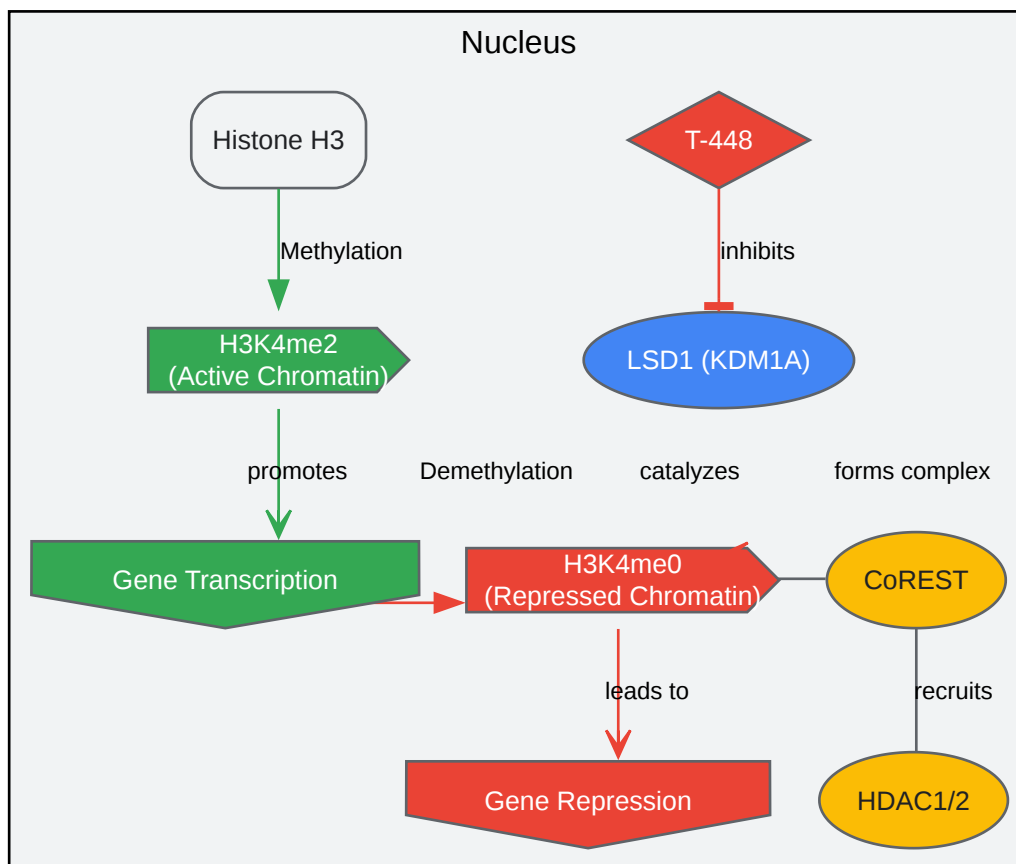 Nucleus
Histone H3
T-448
Methylation
inhibits
H3K4me2
(Active Chromatin)
LSD1 (KDM1A)
promotes
Demethylation
catalyzes
forms complex
Gene Transcription
H3K4me0
(Repressed Chromatin)
CoREST
leads to
recruits
Gene Repression
HDAC1/2